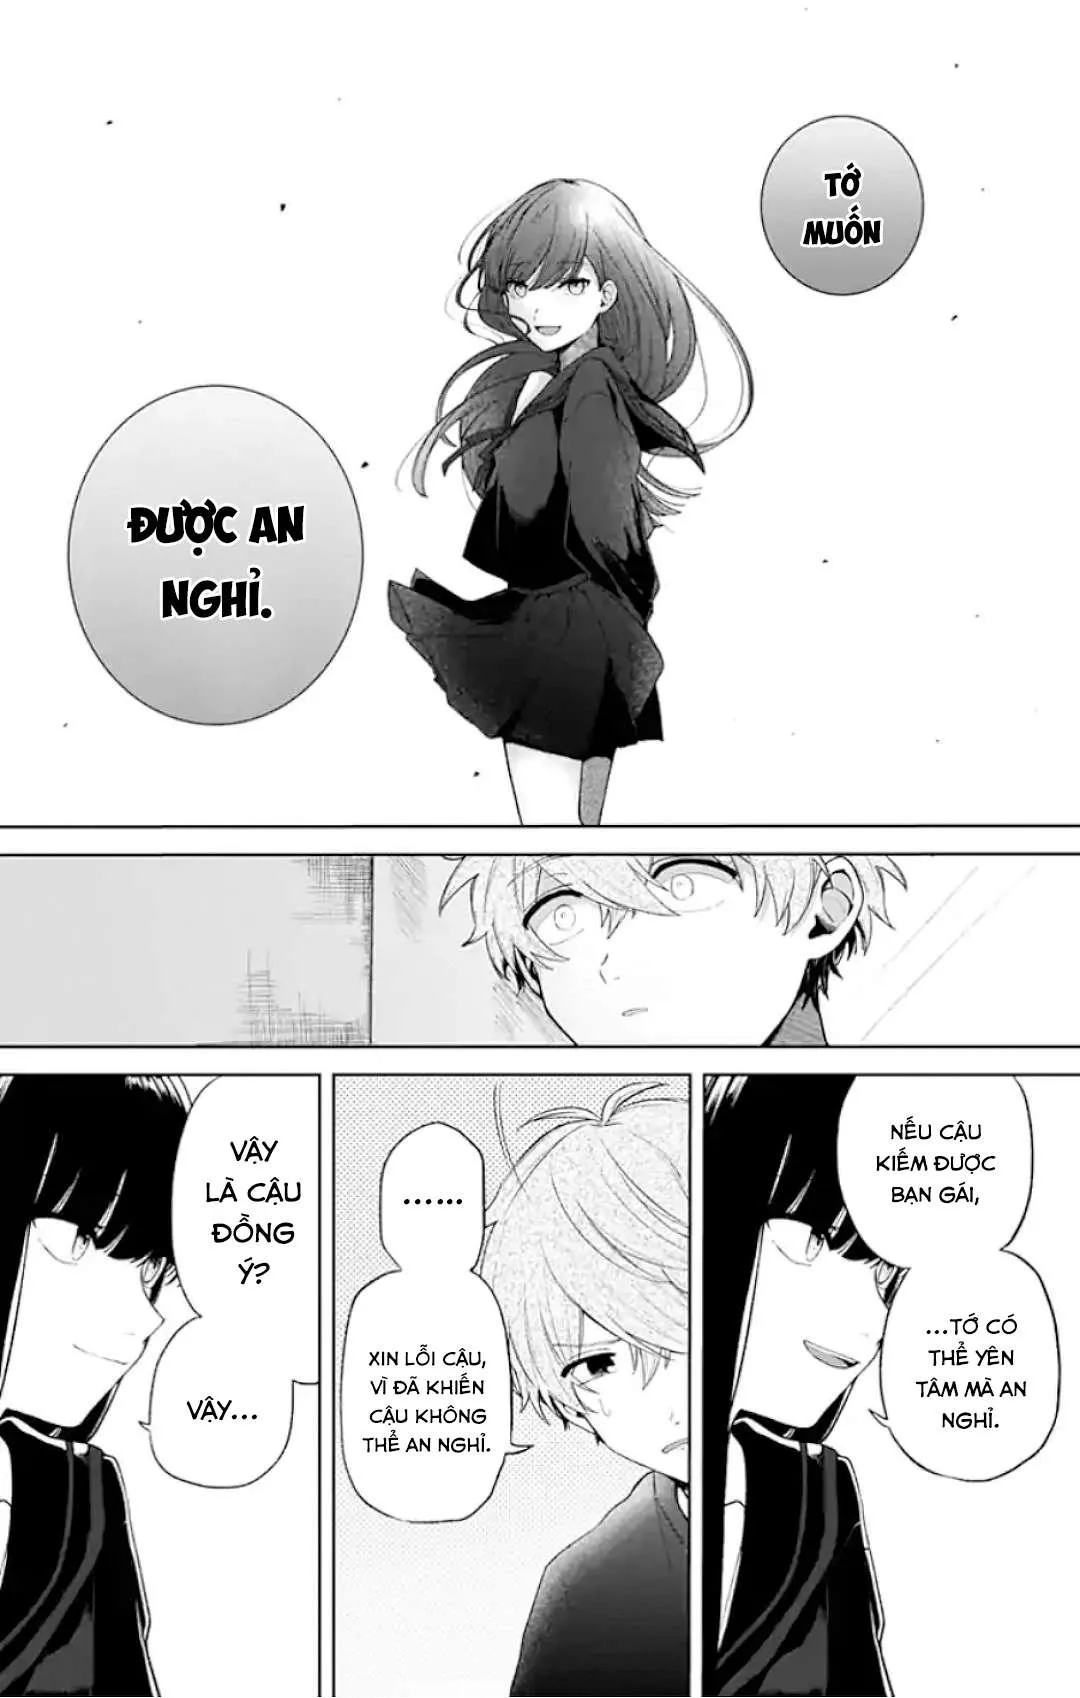 TỚ
MUỐN
ĐƯỢC AN
NGHỈ.
NẾU CẬU
KIẾM ĐƯỢC
BẠN GÁI,
...TỚ CÓ
THỂ YÊN
TÂM MÀ AN
NGHỈ.
......
XIN LỖI CẬU,
VÌ ĐÃ KHIẾN
CẬU KHÔNG
THỂ AN NGHỈ.
VẬY
LÀ CẬU
ĐỒNG
Ý?
VẬY...